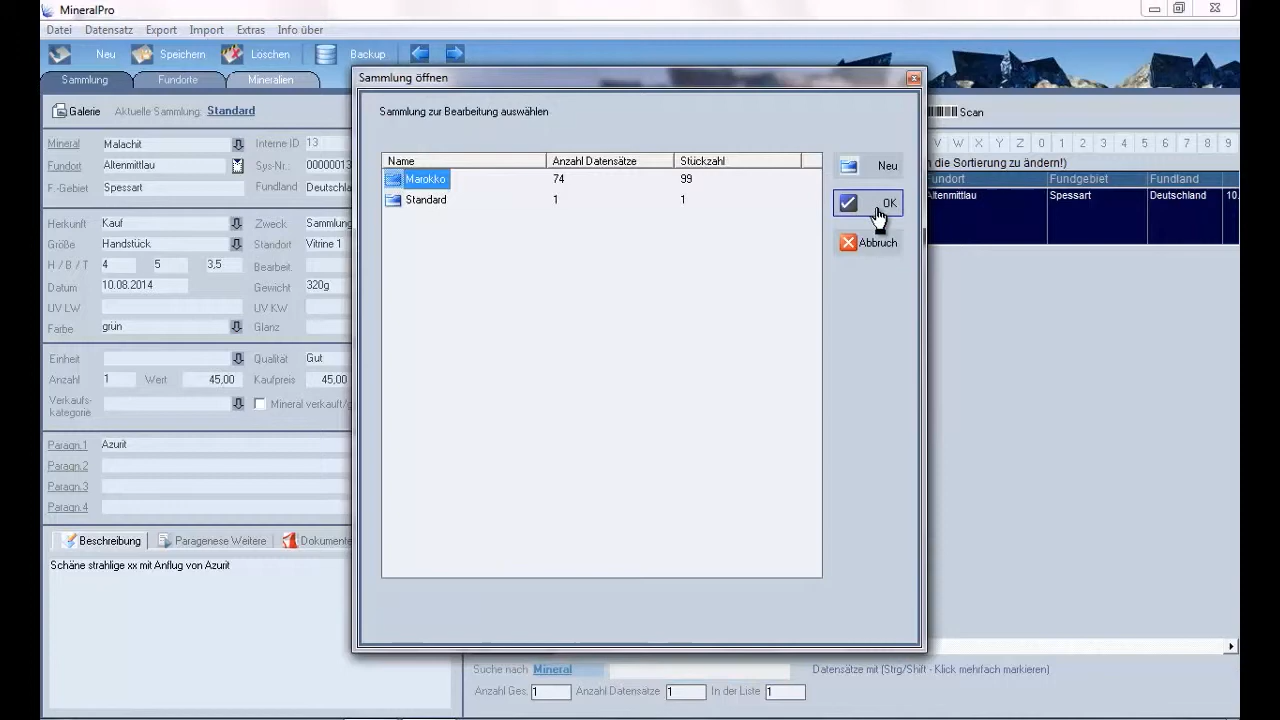 MineralPro
Datei Datensatz Export Import Extras Info über
Neu Speichern Löschen Backup
Sammlung Fundorte Mineralien
Galerie Aktuelle Sammlung: Standard
Scan
Mineral Malachit Interne ID 13
Fundort Altenmittlau Sys-Nr.: 00000013
F.-Gebiet Spessart Fundland Deutschla
Herkunft Kauf Zweck Sammlung
Größe Handstück Standort Vitrine 1
H / B / T 4 5 3,5 Bearbeit.
Datum 10.08.2014 Gewicht 320g
UV LW UV KW
Farbe grün Glanz
Einheit Qualität Gut
Anzahl 1 Wert 45,00 Kaufpreis 45,00
Verkaufs-
kategorie Mineral verkauft/g
Paragn.1 Azurit
Paragn.2
Paragn.3
Paragn.4
Beschreibung Paragenese Weitere Dokumente
Schäne strahlige xx mit Anflug von Azurit
Sammlung öffnen
Sammlung zur Bearbeitung auswählen
Name Anzahl Datensätze Stückzahl
Marokko 74 99
Standard 1 1
Neu
OK
Abbruch
V W X Y Z 0 1 2 3 4 5 6 7 8 9
n die Sortierung zu ändern!)
Fundort Fundgebiet Fundland
Altenmittlau Spessart Deutschland 10.
Suche nach Mineral Datensätze mit [Strg/Shift - Klick mehrfach markieren)
Anzahl Ges. 1 Anzahl Datensätze 1 In der Liste 1